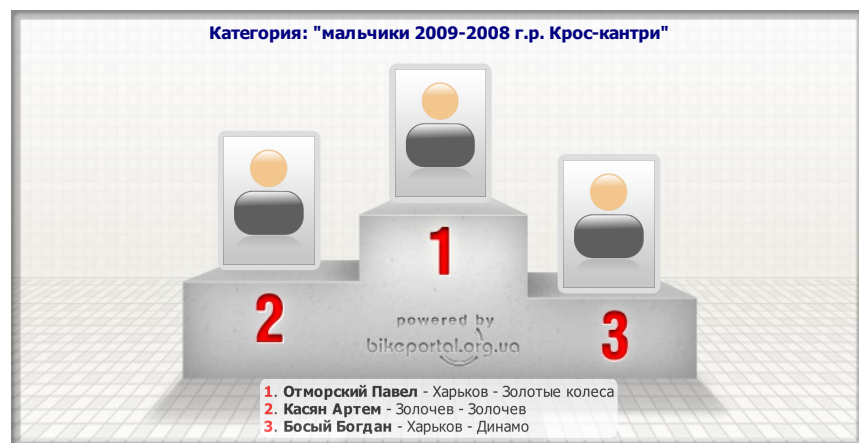 Категория: "мальчики 2009-2008 г.р. Крос-кантри"
1
2
3
powered by
bikeportal.org.ua
1. Отморский Павел - Харьков - Золотые колеса
2. Касян Артем - Золочев - Золочев
3. Босый Богдан - Харьков - Динамо